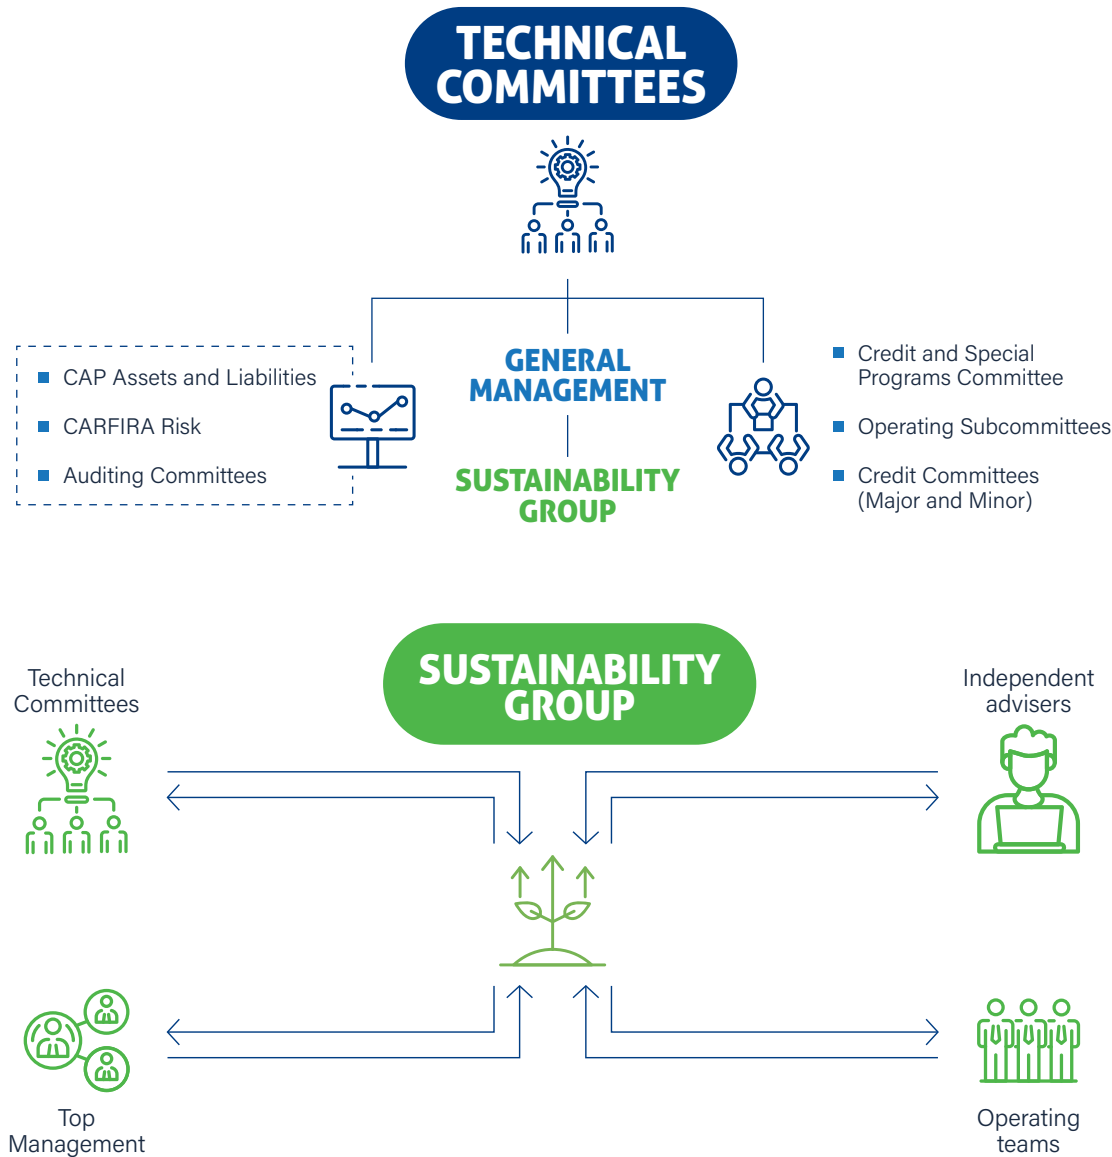 TECHNICAL
COMMITTEES
CAP Assets and Liabilities
CARFIRA Risk
Auditing Committees
GENERAL
MANAGEMENT
SUSTAINABILITY
GROUP
Credit and Special
Programs Committee
Operating Subcommittees
Credit Committees
(Major and Minor)
SUSTAINABILITY
GROUP
Technical
Committees
Independent
advisers
Top
Management
Operating
teams